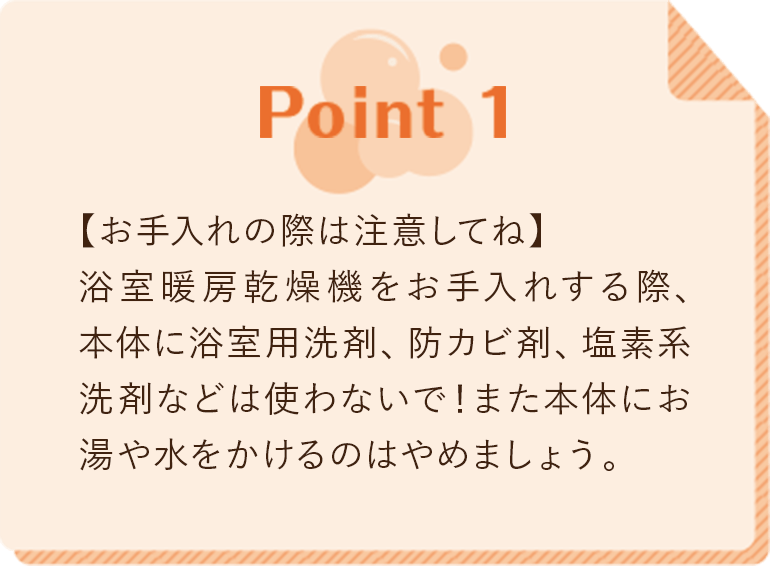 Point 1
【お手入れの際は注意してね】
浴室暖房乾燥機をお手入れする際、
本体に浴室用洗剤、防カビ剤、塩素系
洗剤などは使わないで！また本体にお
湯や水をかけるのはやめましょう。